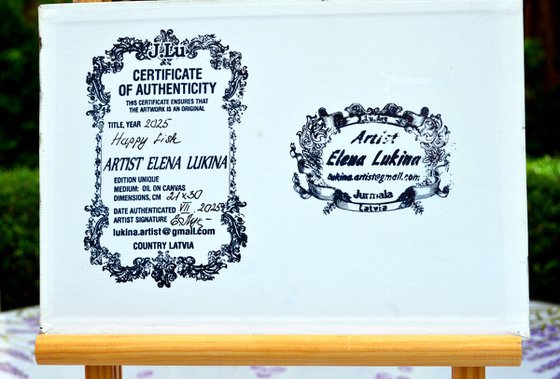 J.Lu
CERTIFICATE
OF AUTHENTICITY
THIS CERTIFICATE ENSURES THAT
THE ARTWORK IS AN ORIGINAL
TITLE, YEAR 2025
Happy Fish
ARTIST ELENA LUKINA
EDITION UNIQUE
MEDIUM: OIL ON CANVAS
DIMENSIONS, CM 21x30
DATE AUTHENTICATED VII 2025
ARTIST SIGNATURE
lukina.artist@gmail.com
COUNTRY LATVIA
Artist
Elena Lukina
lukina.artist@gmail.com
Jurmala
Latvia